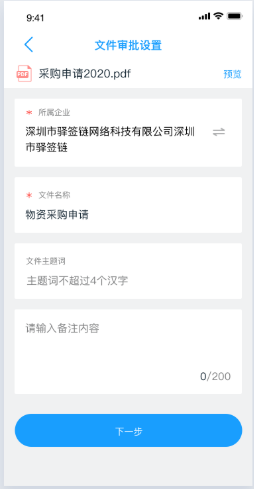 9:41
文件审批设置
PDF
采购申请2020.pdf
预览
* 所属企业
深圳市驿签链网络科技有限公司深圳
市驿签链
* 文件名称
物资采购申请
文件主题词
主题词不超过4个汉字
请输入备注内容
0/200
下一步